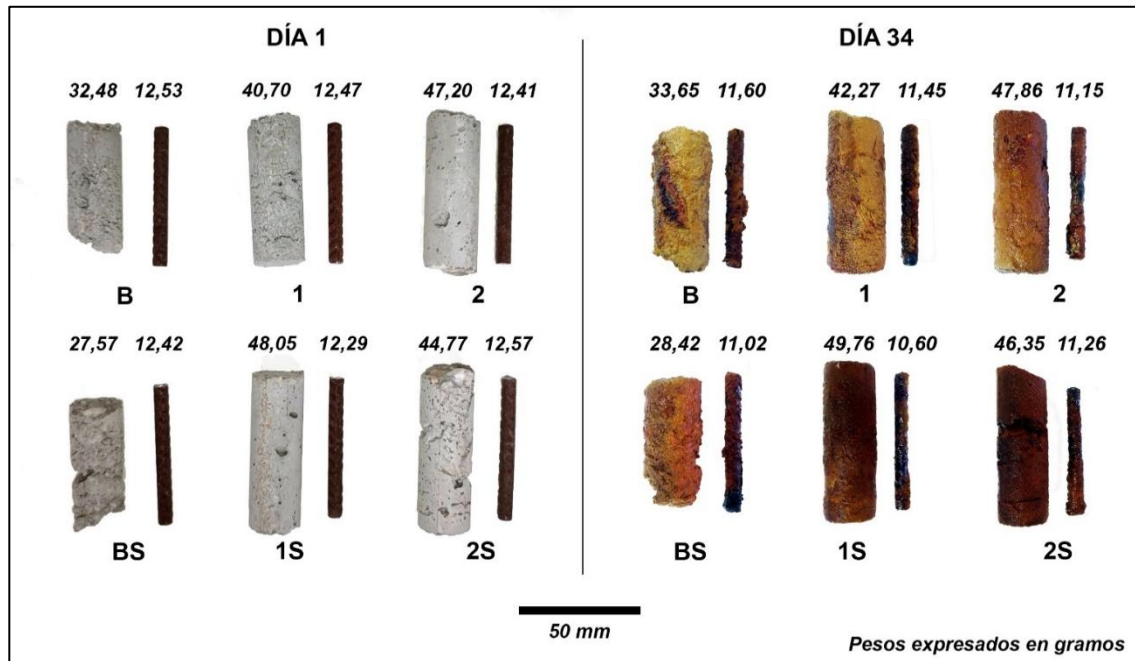 DÍA 1
32,48 12,53 40,70 12,47 47,20 12,41
B 1 2
27,57 12,42 48,05 12,29 44,77 12,57
BS 1S 2S
DÍA 34
33,65 11,60 42,27 11,45 47,86 11,15
B 1 2
28,42 11,02 49,76 10,60 46,35 11,26
BS 1S 2S
50 mm
Pesos expresados en gramos